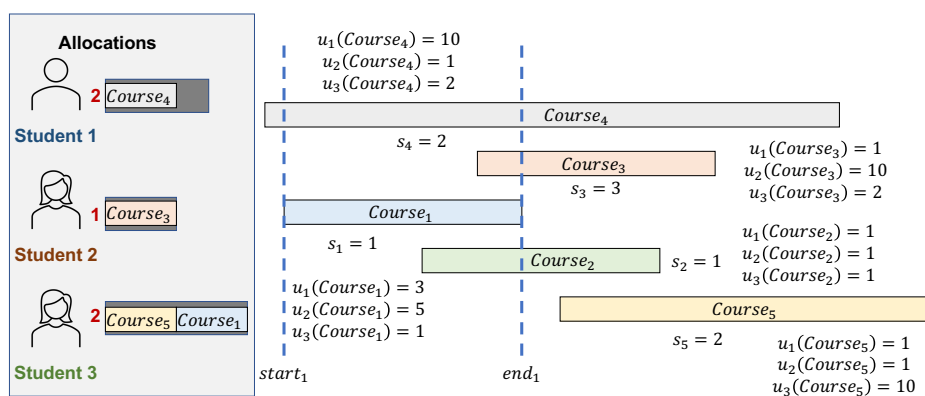 Allocations
2 Course₄
Student 1
1 Course₃
Student 2
2 Course₅ Course₁
Student 3
u₁(Course₄) = 10
u₂(Course₄) = 1
u₃(Course₄) = 2
Course₄
s₄ = 2
Course₃
s₃ = 3
u₁(Course₃) = 1
u₂(Course₃) = 10
u₃(Course₃) = 2
Course₁
s₁ = 1
Course₂
s₂ = 1
u₁(Course₂) = 1
u₂(Course₂) = 1
u₃(Course₂) = 1
u₁(Course₁) = 3
u₂(Course₁) = 5
u₃(Course₁) = 1
Course₅
s₅ = 2
u₁(Course₅) = 1
u₂(Course₅) = 1
u₃(Course₅) = 10
start₁
end₁